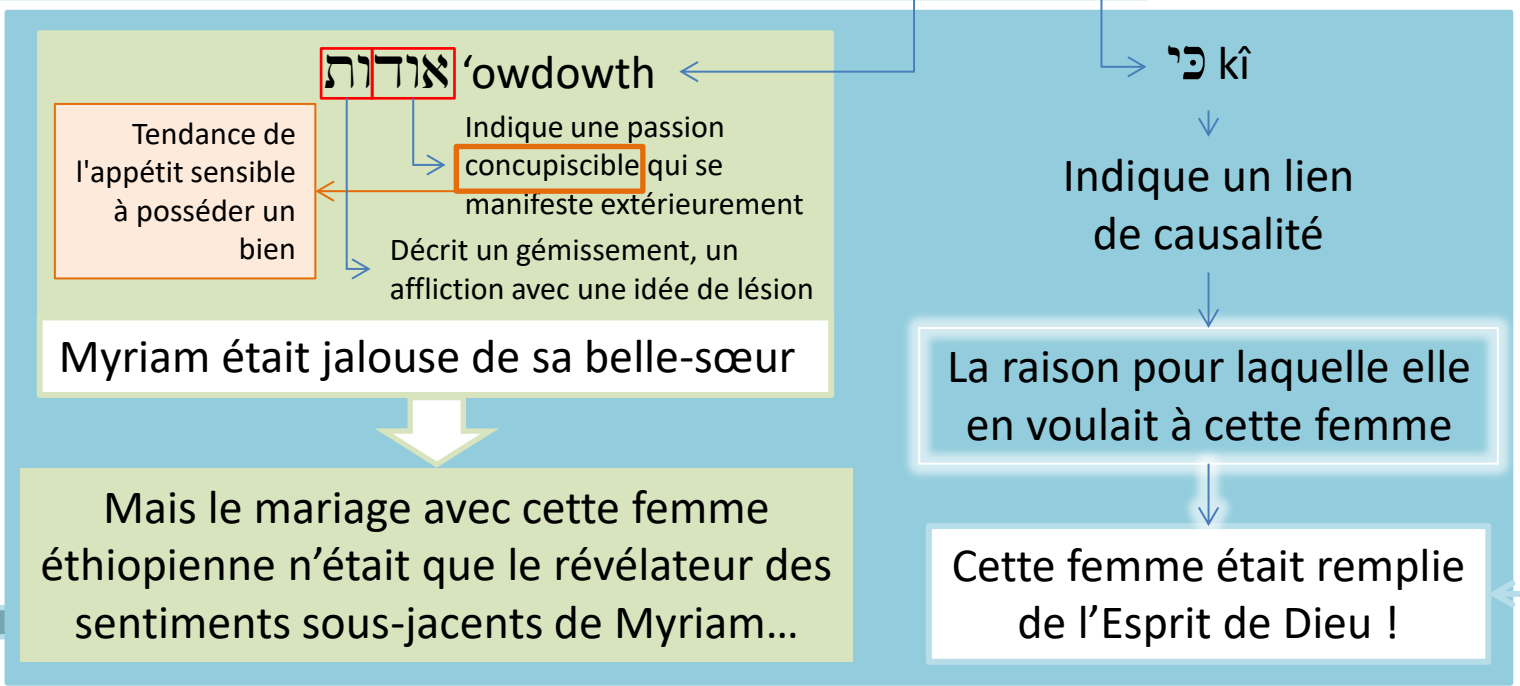 אודות ‘owdowth
Indique une passion
concupiscible qui se
manifeste extérieurement
Tendance de
l'appétit sensible
à posséder un
bien
Décrit un gémissement, un
affliction avec une idée de lésion
Myriam était jalouse de sa belle-sœur
Mais le mariage avec cette femme
éthiopienne n’était que le révélateur des
sentiments sous-jacents de Myriam…
כִּי kî
Indique un lien
de causalité
La raison pour laquelle elle
en voulait à cette femme
Cette femme était remplie
de l’Esprit de Dieu !